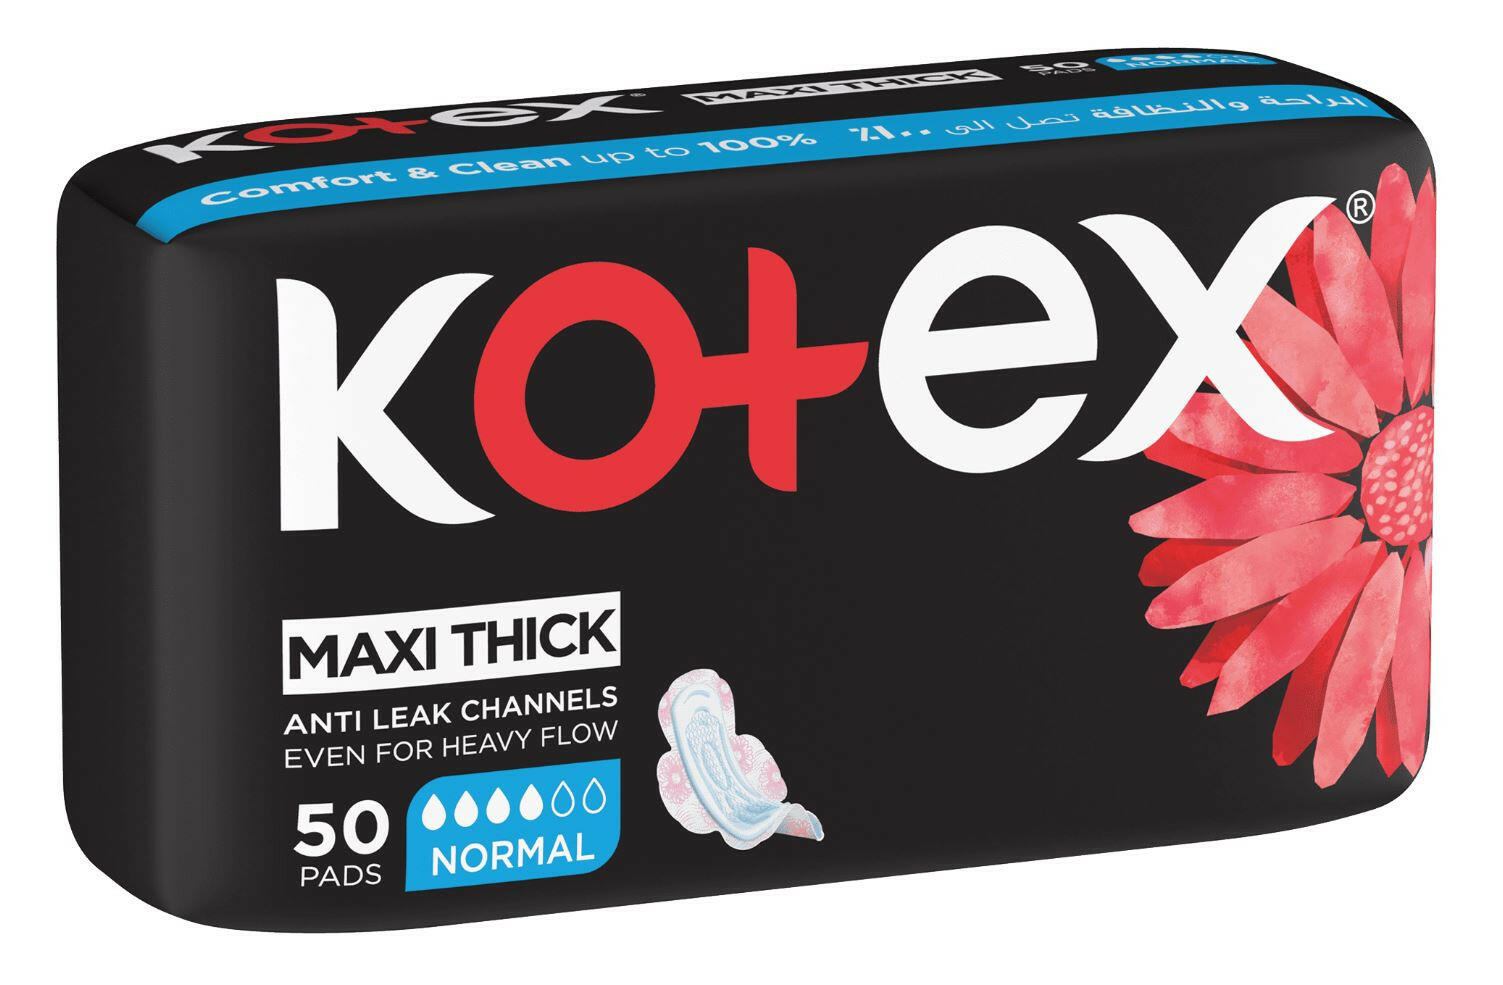 Kotex®
MAXI THICK
50
PADS
NORMAL
Comfort & Clean up to 100%
الراحة والنظافة تصل الى ١٠٠٪
Kotex®
MAXI THICK
ANTI LEAK CHANNELS
EVEN FOR HEAVY FLOW
50
PADS
NORMAL